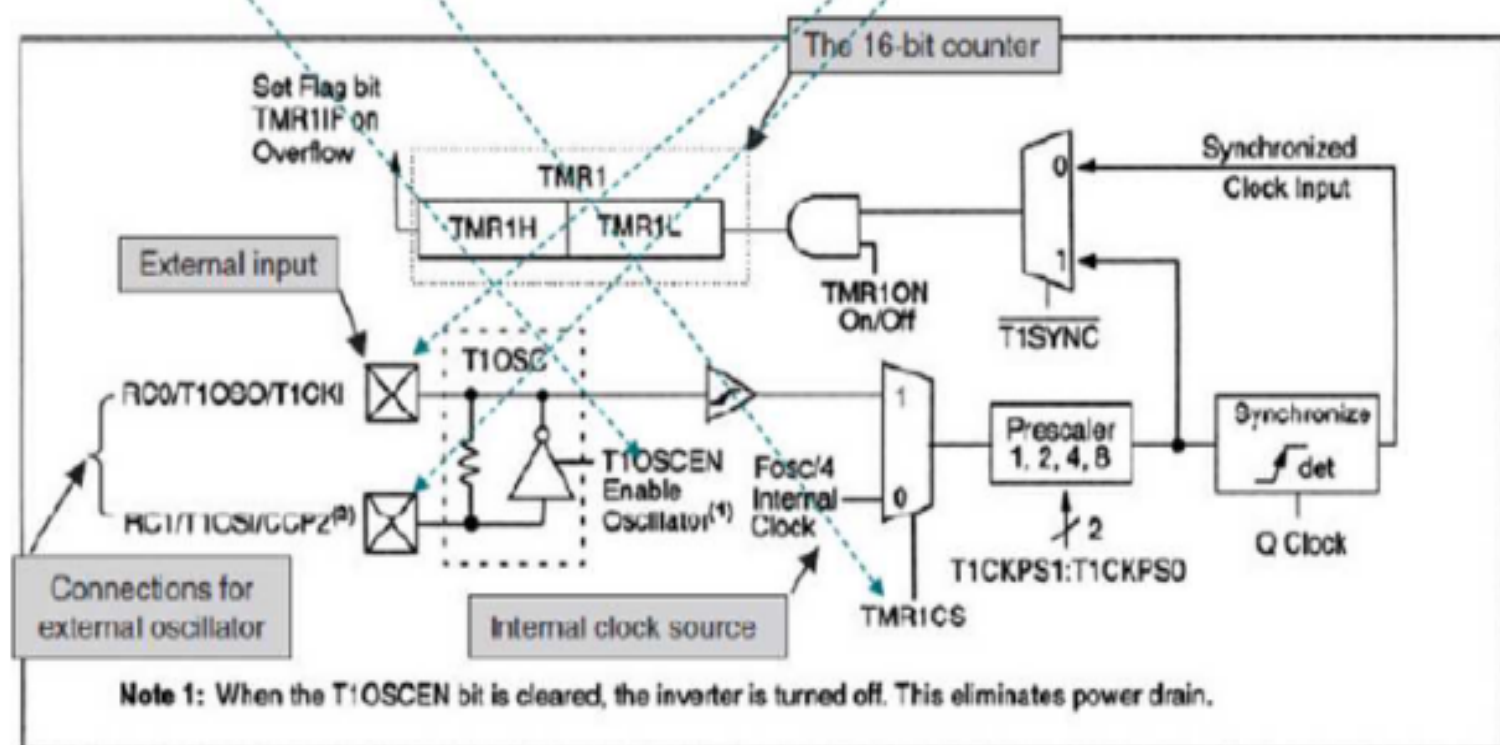 The 16-bit counter
Set Flag bit
TMR1IF on
Overflow
TMR1
TMR1H
TMR1L
0
Synchronized
Clock Input
1
TMR1ON
On/Off
T1SYNC
External input
T1OSC
RC0/T1OSO/T1CKI
1
Prescaler
1, 2, 4, 8
Synchronize
det
T1OSCEN
Enable
Oscillator(1)
Fosc/4
Internal
Clock
0
RC1/T1OSI/CCP2(2)
2
Q Clock
T1CKPS1:T1CKPS0
Connections for
external oscillator
Internal clock source
TMR1CS
Note 1: When the T1OSCEN bit is cleared, the inverter is turned off. This eliminates power drain.